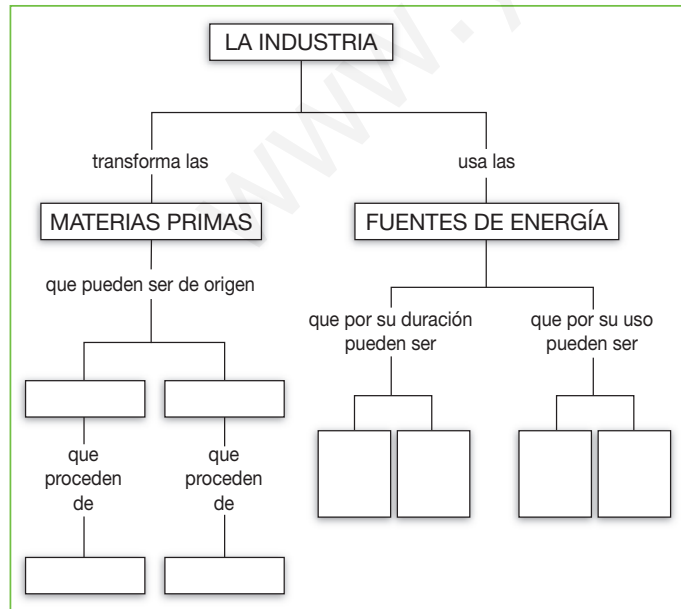 LA INDUSTRIA
transforma las
usa las
MATERIAS PRIMAS
FUENTES DE ENERGÍA
que pueden ser de origen
que por su duración
pueden ser
que por su uso
pueden ser
que
proceden
de
que
proceden
de
www.